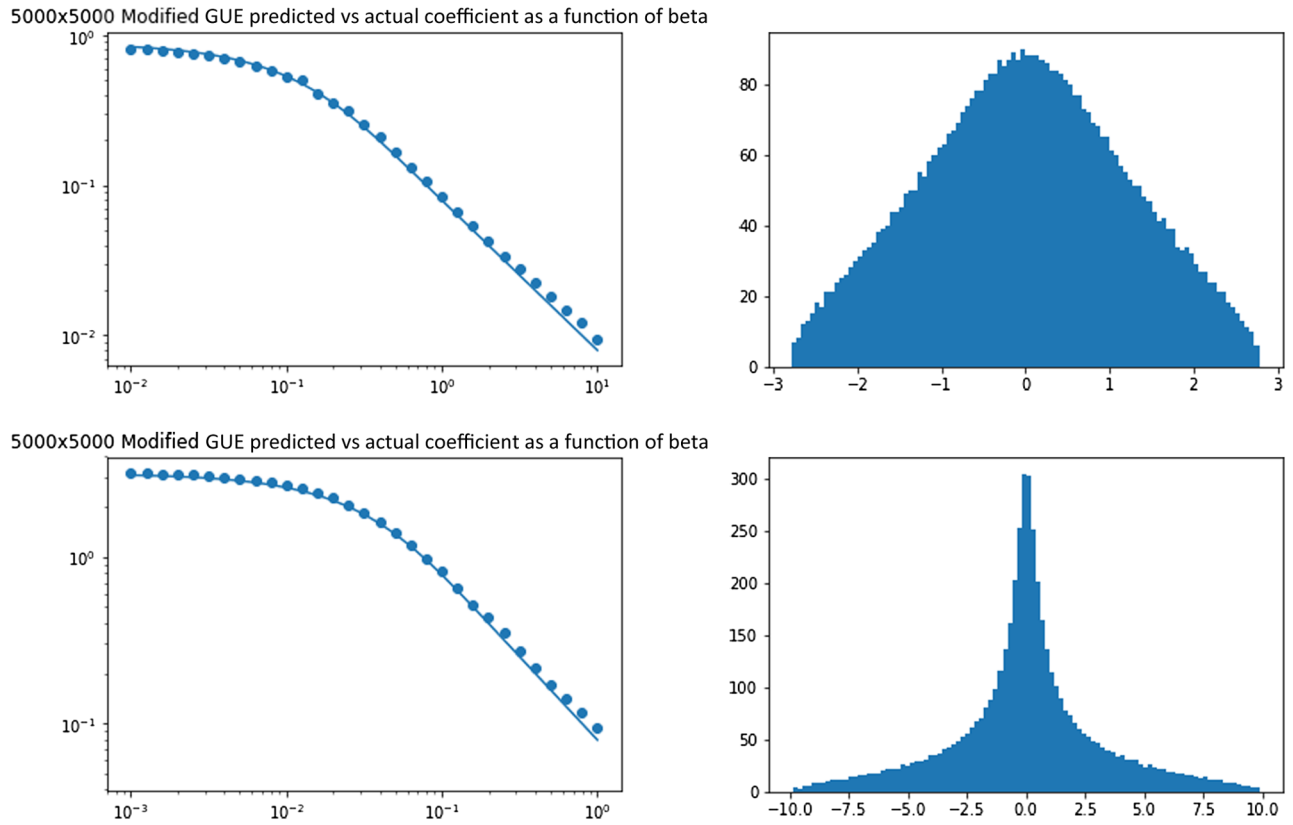 5000x5000 Modified GUE predicted vs actual coefficient as a function of beta
10⁰
10⁻¹
10⁻²
10⁻² 10⁻¹ 10⁰ 10¹
80
60
40
20
0
−3 −2 −1 0 1 2 3
5000x5000 Modified GUE predicted vs actual coefficient as a function of beta
10⁰
10⁻¹
10⁻³ 10⁻² 10⁻¹ 10⁰
300
250
200
150
100
50
0
−10.0 −7.5 −5.0 −2.5 0.0 2.5 5.0 7.5 10.0